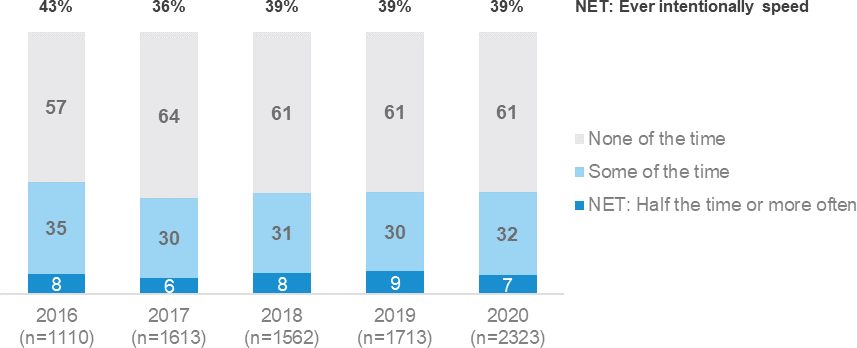 43% 36% 39% 39% 39% NET: Ever intentionally speed
57 64 61 61 61
None of the time
Some of the time
35 30 31 30 32
NET: Half the time or more often
8 6 8 9 7
2016 2017 2018 2019 2020
(n=1110) (n=1613) (n=1562) (n=1713) (n=2323)